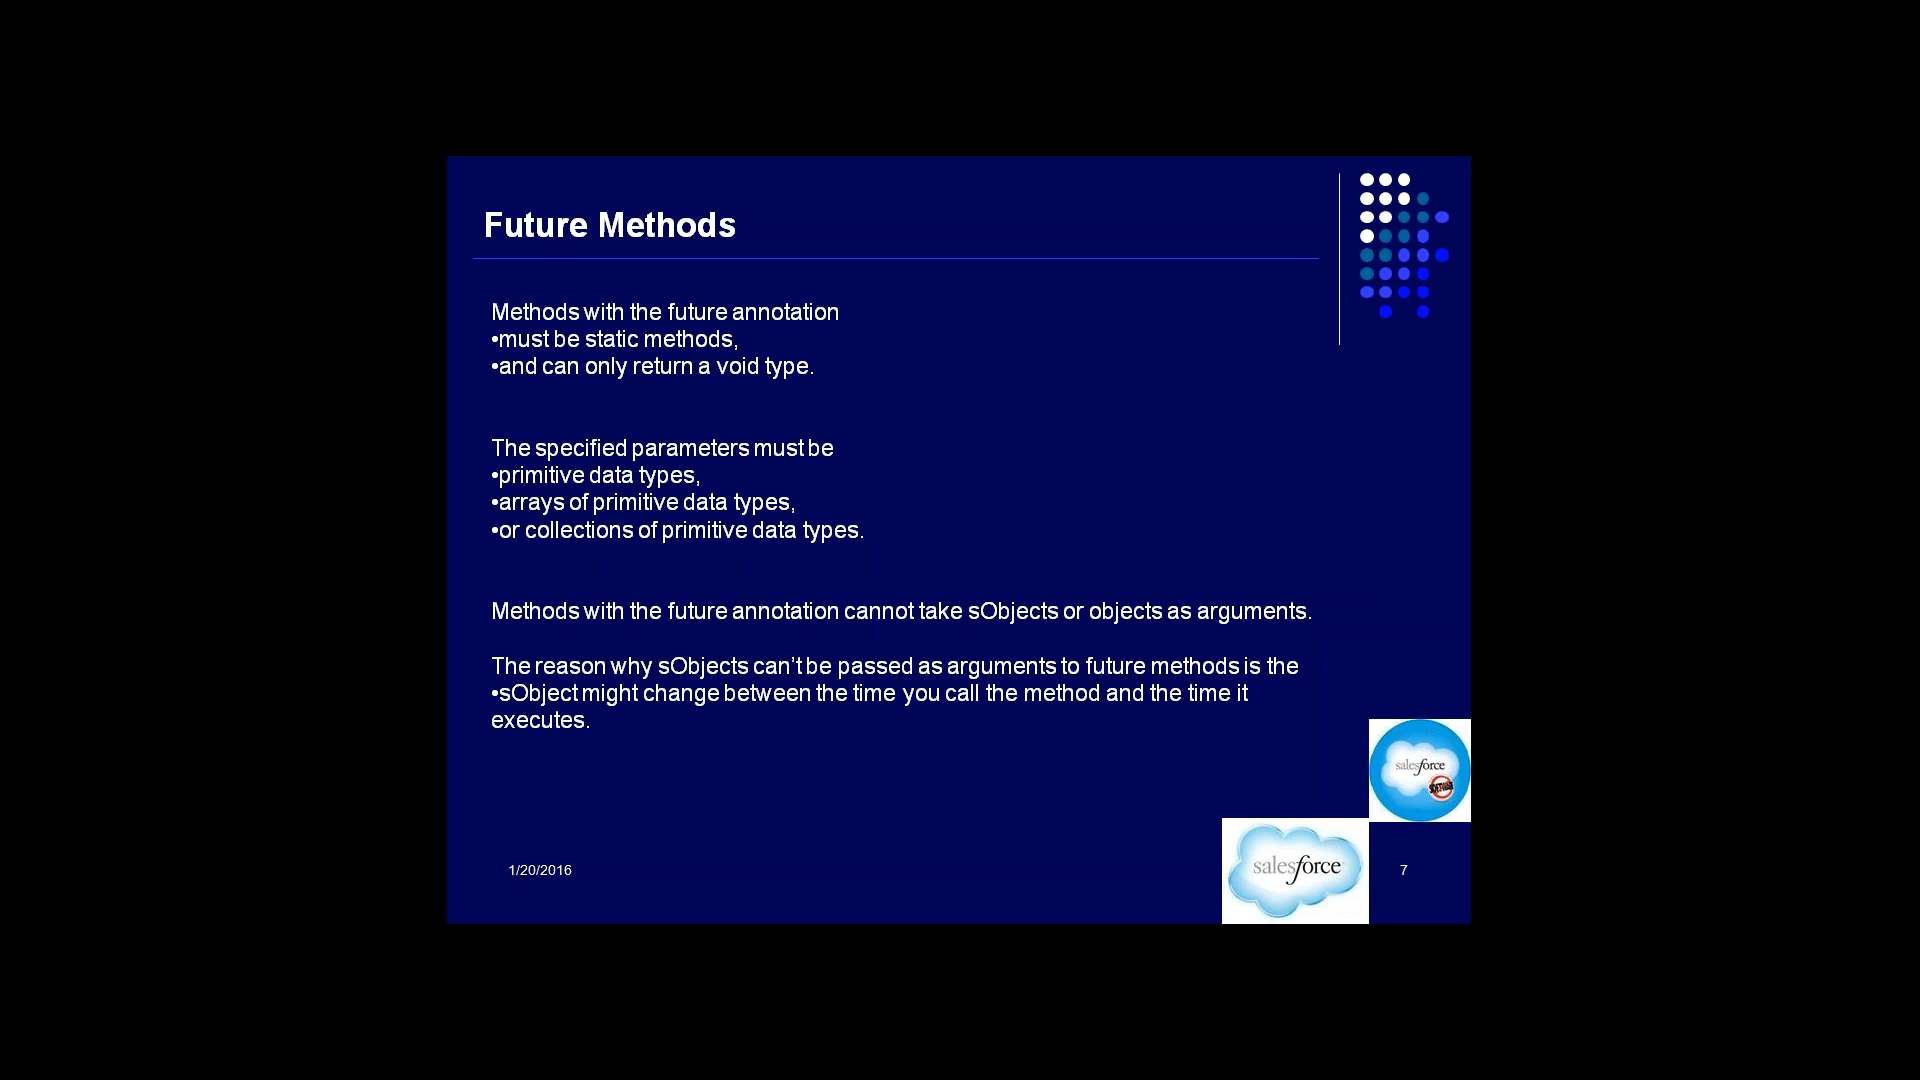 Future Methods
Methods with the future annotation
•must be static methods,
•and can only return a void type.
The specified parameters must be
•primitive data types,
•arrays of primitive data types,
•or collections of primitive data types.
Methods with the future annotation cannot take sObjects or objects as arguments.
The reason why sObjects can’t be passed as arguments to future methods is the
•sObject might change between the time you call the method and the time it
executes.
salesforce
SOFTWARE
salesforce
1/20/2016
7